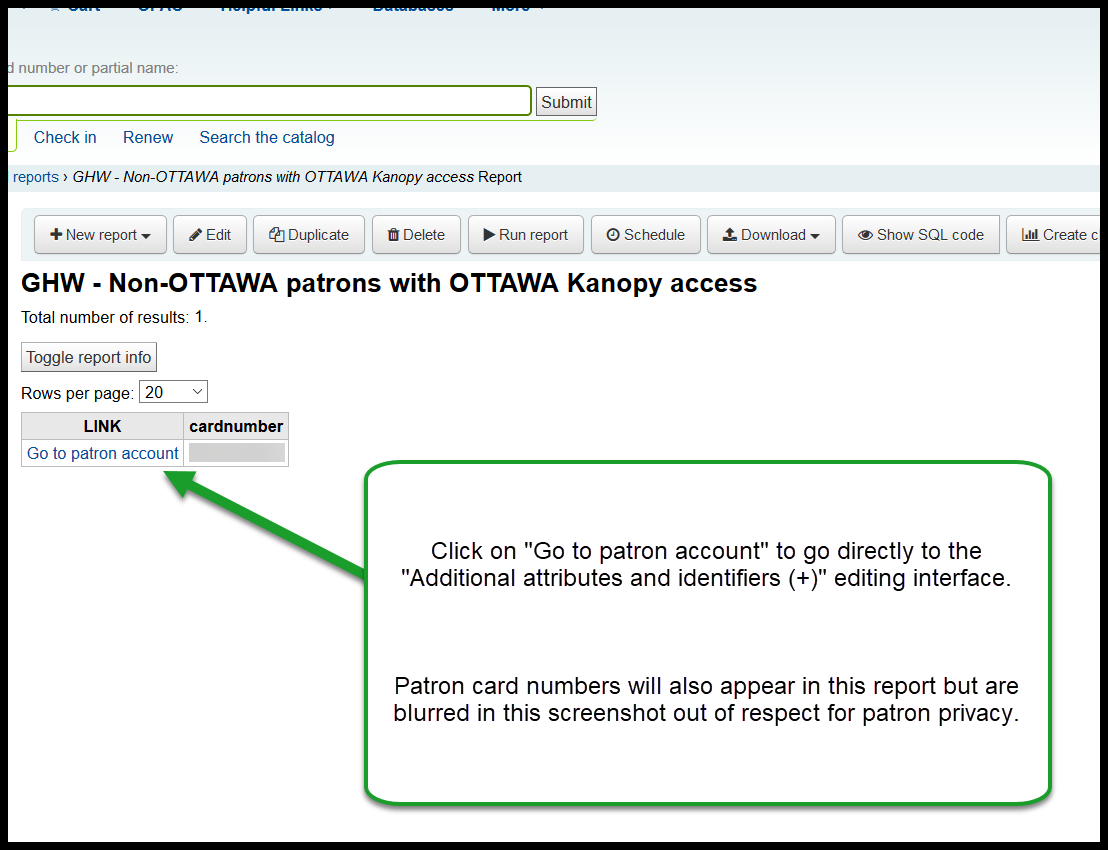 Cart OPAC Helpful Links Databases More
d number or partial name:
Submit
Check in Renew Search the catalog
reports › GHW - Non-OTTAWA patrons with OTTAWA Kanopy access Report
New report Edit Duplicate Delete Run report Schedule Download Show SQL code Create c
GHW - Non-OTTAWA patrons with OTTAWA Kanopy access
Total number of results: 1.
Toggle report info
Rows per page: 20
LINK cardnumber
Go to patron account
Click on "Go to patron account" to go directly to the
"Additional attributes and identifiers (+)" editing interface.
Patron card numbers will also appear in this report but are
blurred in this screenshot out of respect for patron privacy.